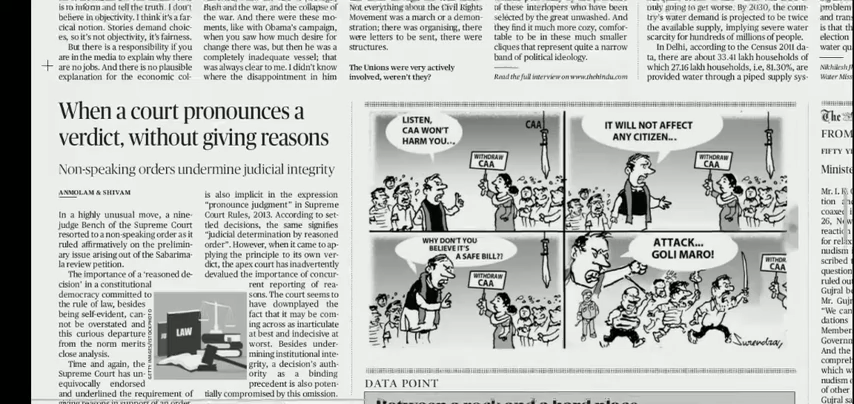 is to inform and tell the truth. I don't
believe in objectivity. I think it's a far-
cical notion. Stories demand choic-
es, so it's not objectivity, it's fairness.
But there is a responsibility if you
are in the media to explain why there
are no jobs. And there is no plausible
explanation for the economic col-
Bush and the war, and the collapse of
the war. And there were these mo-
ments, like with Obama's campaign,
when you saw how much desire for
change there was, but then he was a
completely inadequate vessel; that
was always clear to me. I didn't know
where the disappointment in him
Not everything about the Civil Rights
Movement was a march or a demon-
stration; there was organising, there
were letters to be sent, there were
structures.
The Unions were very actively
involved, weren't they?
of these interlopers who have been
selected by the great unwashed. And
they find it much more cozy, comfor-
table to be in these much smaller
cliques that represent quite a narrow
band of political ideology.
Read the full interview on www.thehindu.com
only going to get worse. By 2030, the coun-
try's water demand is projected to be twice
the available supply, implying severe water
scarcity for hundreds of millions of people.
In Delhi, according to the Census 2011 da-
ta, there are about 33.41 lakh households of
which 27.16 lakh households, i.e, 81.30%, are
provided water through a piped supply sys-
When a court pronounces a
verdict, without giving reasons
Non-speaking orders undermine judicial integrity
ANMOLAM & SHIVAM
In a highly unusual move, a nine-
judge Bench of the Supreme Court
resorted to a non-speaking order as it
ruled affirmatively on the prelimin-
ary issue arising out of the Sabarima-
la review petition.
The importance of a 'reasoned de-
cision' in a constitutional
democracy committed to
the rule of law, besides
being self-evident, can-
not be overstated and
this curious departure
from the norm merits
close analysis.
Time and again, the
Supreme Court has un-
equivocally endorsed
and underlined the requirement of
giving reasons in support of an order.
is also implicit in the expression
"pronounce judgment" in Supreme
Court Rules, 2013. According to set-
tled decisions, the same signifies
"judicial determination by reasoned
order". However, when it came to ap-
plying the principle to its own ver-
dict, the apex court has inadvertently
devalued the importance of concur-
rent reporting of rea-
sons. The court seems to
have downplayed the
fact that it may be com-
ing across as inarticulate
at best and indecisive at
worst. Besides under-
mining institutional inte-
grity, a decision's auth-
ority as a binding
precedent is also poten-
tially compromised by this omission.
LAW
GETTY IMAGES/ISTOCKPHOTO
LISTEN,
CAA WON'T
HARM YOU...
CAA
WITHDRAW
CAA
IT WILL NOT AFFECT
ANY CITIZEN...
WITHDRAW
CAA
WHY DON'T YOU
BELIEVE IT'S
A SAFE BILL??
WITHDRAW
CAA
ATTACK...
GOLI MARO!
Surendra
DATA POINT
Between a rock and a hard place
The
FROM
FIFTY
Ministe